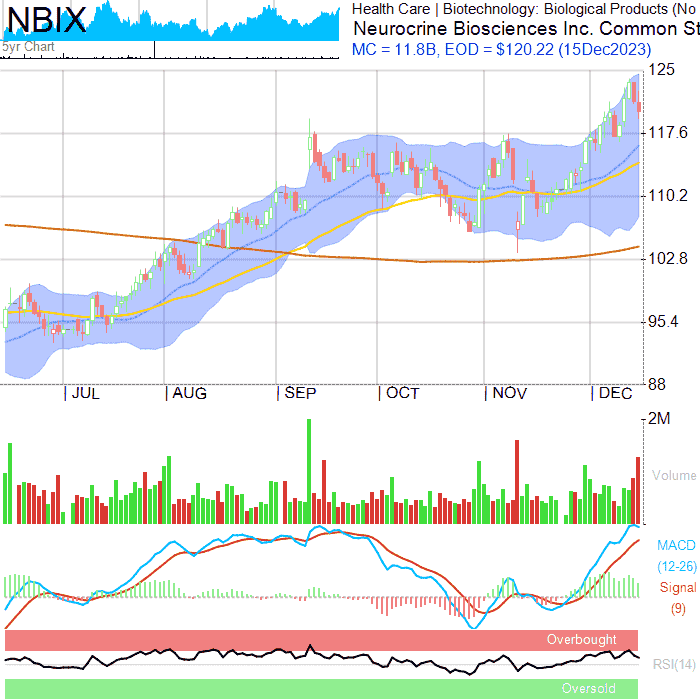 NBIX
5yr Chart
Health Care | Biotechnology: Biological Products (No
Neurocrine Biosciences Inc. Common St
MC = 11.8B, EOD = $120.22 (15Dec2023)
125
117.6
110.2
102.8
95.4
88
| JUL | AUG | SEP | OCT | NOV | DEC
2M
Volume
MACD
(12-26)
Signal
(9)
Overbought
RSI(14)
Oversold